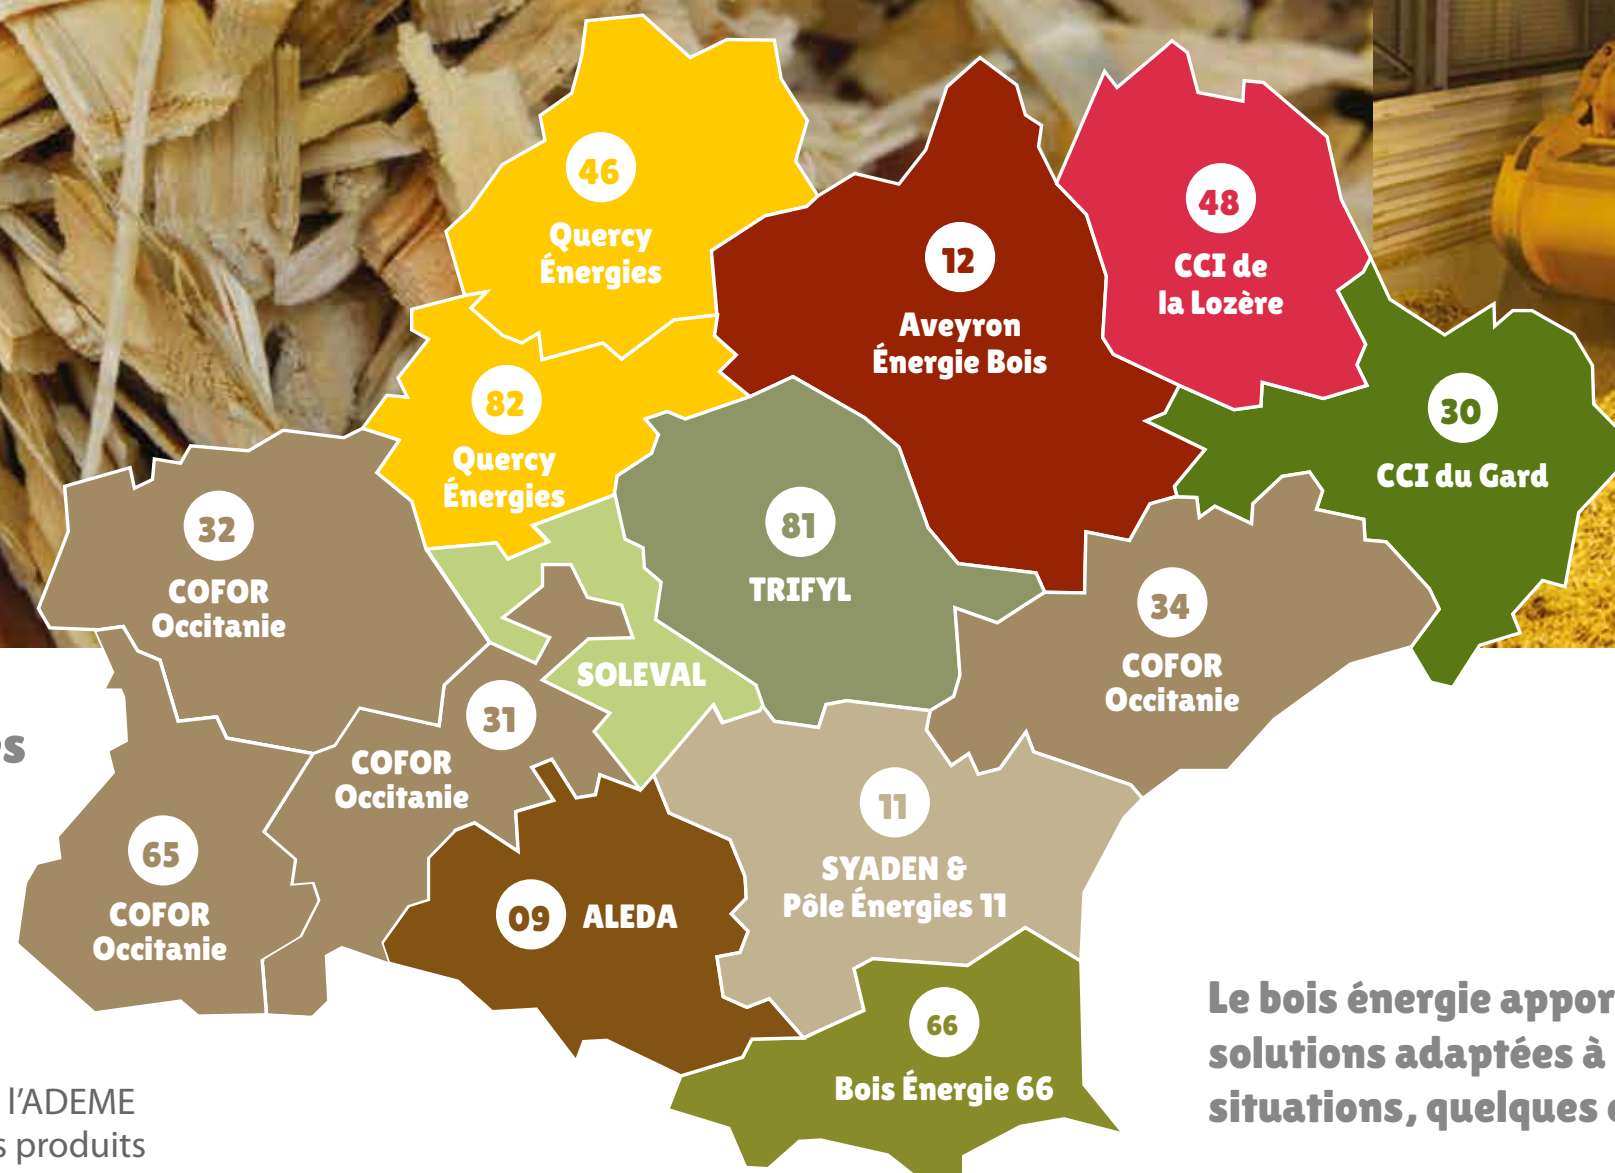 46
Quercy
Énergies
12
Aveyron
Énergie Bois
48
CCI de
la Lozère
82
Quercy
Énergies
30
CCI du Gard
32
COFOR
Occitanie
81
TRIFYL
34
COFOR
Occitanie
SOLEVAL
31
COFOR
Occitanie
65
COFOR
Occitanie
09 ALEDA
11
SYADEN &
Pôle Énergies 11
66
Bois Énergie 66
l'ADEME
produits
Le bois énergie
solutions adaptées à
situations, quelques